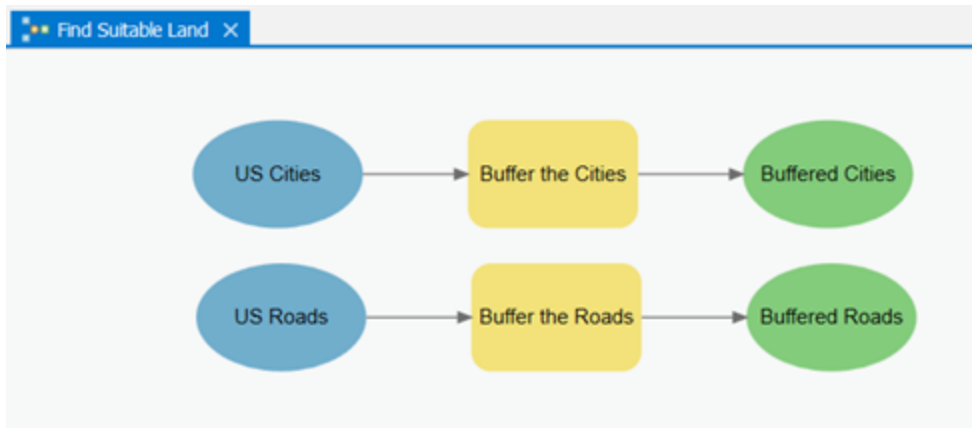 Find Suitable Land
US Cities
Buffer the Cities
Buffered Cities
US Roads
Buffer the Roads
Buffered Roads